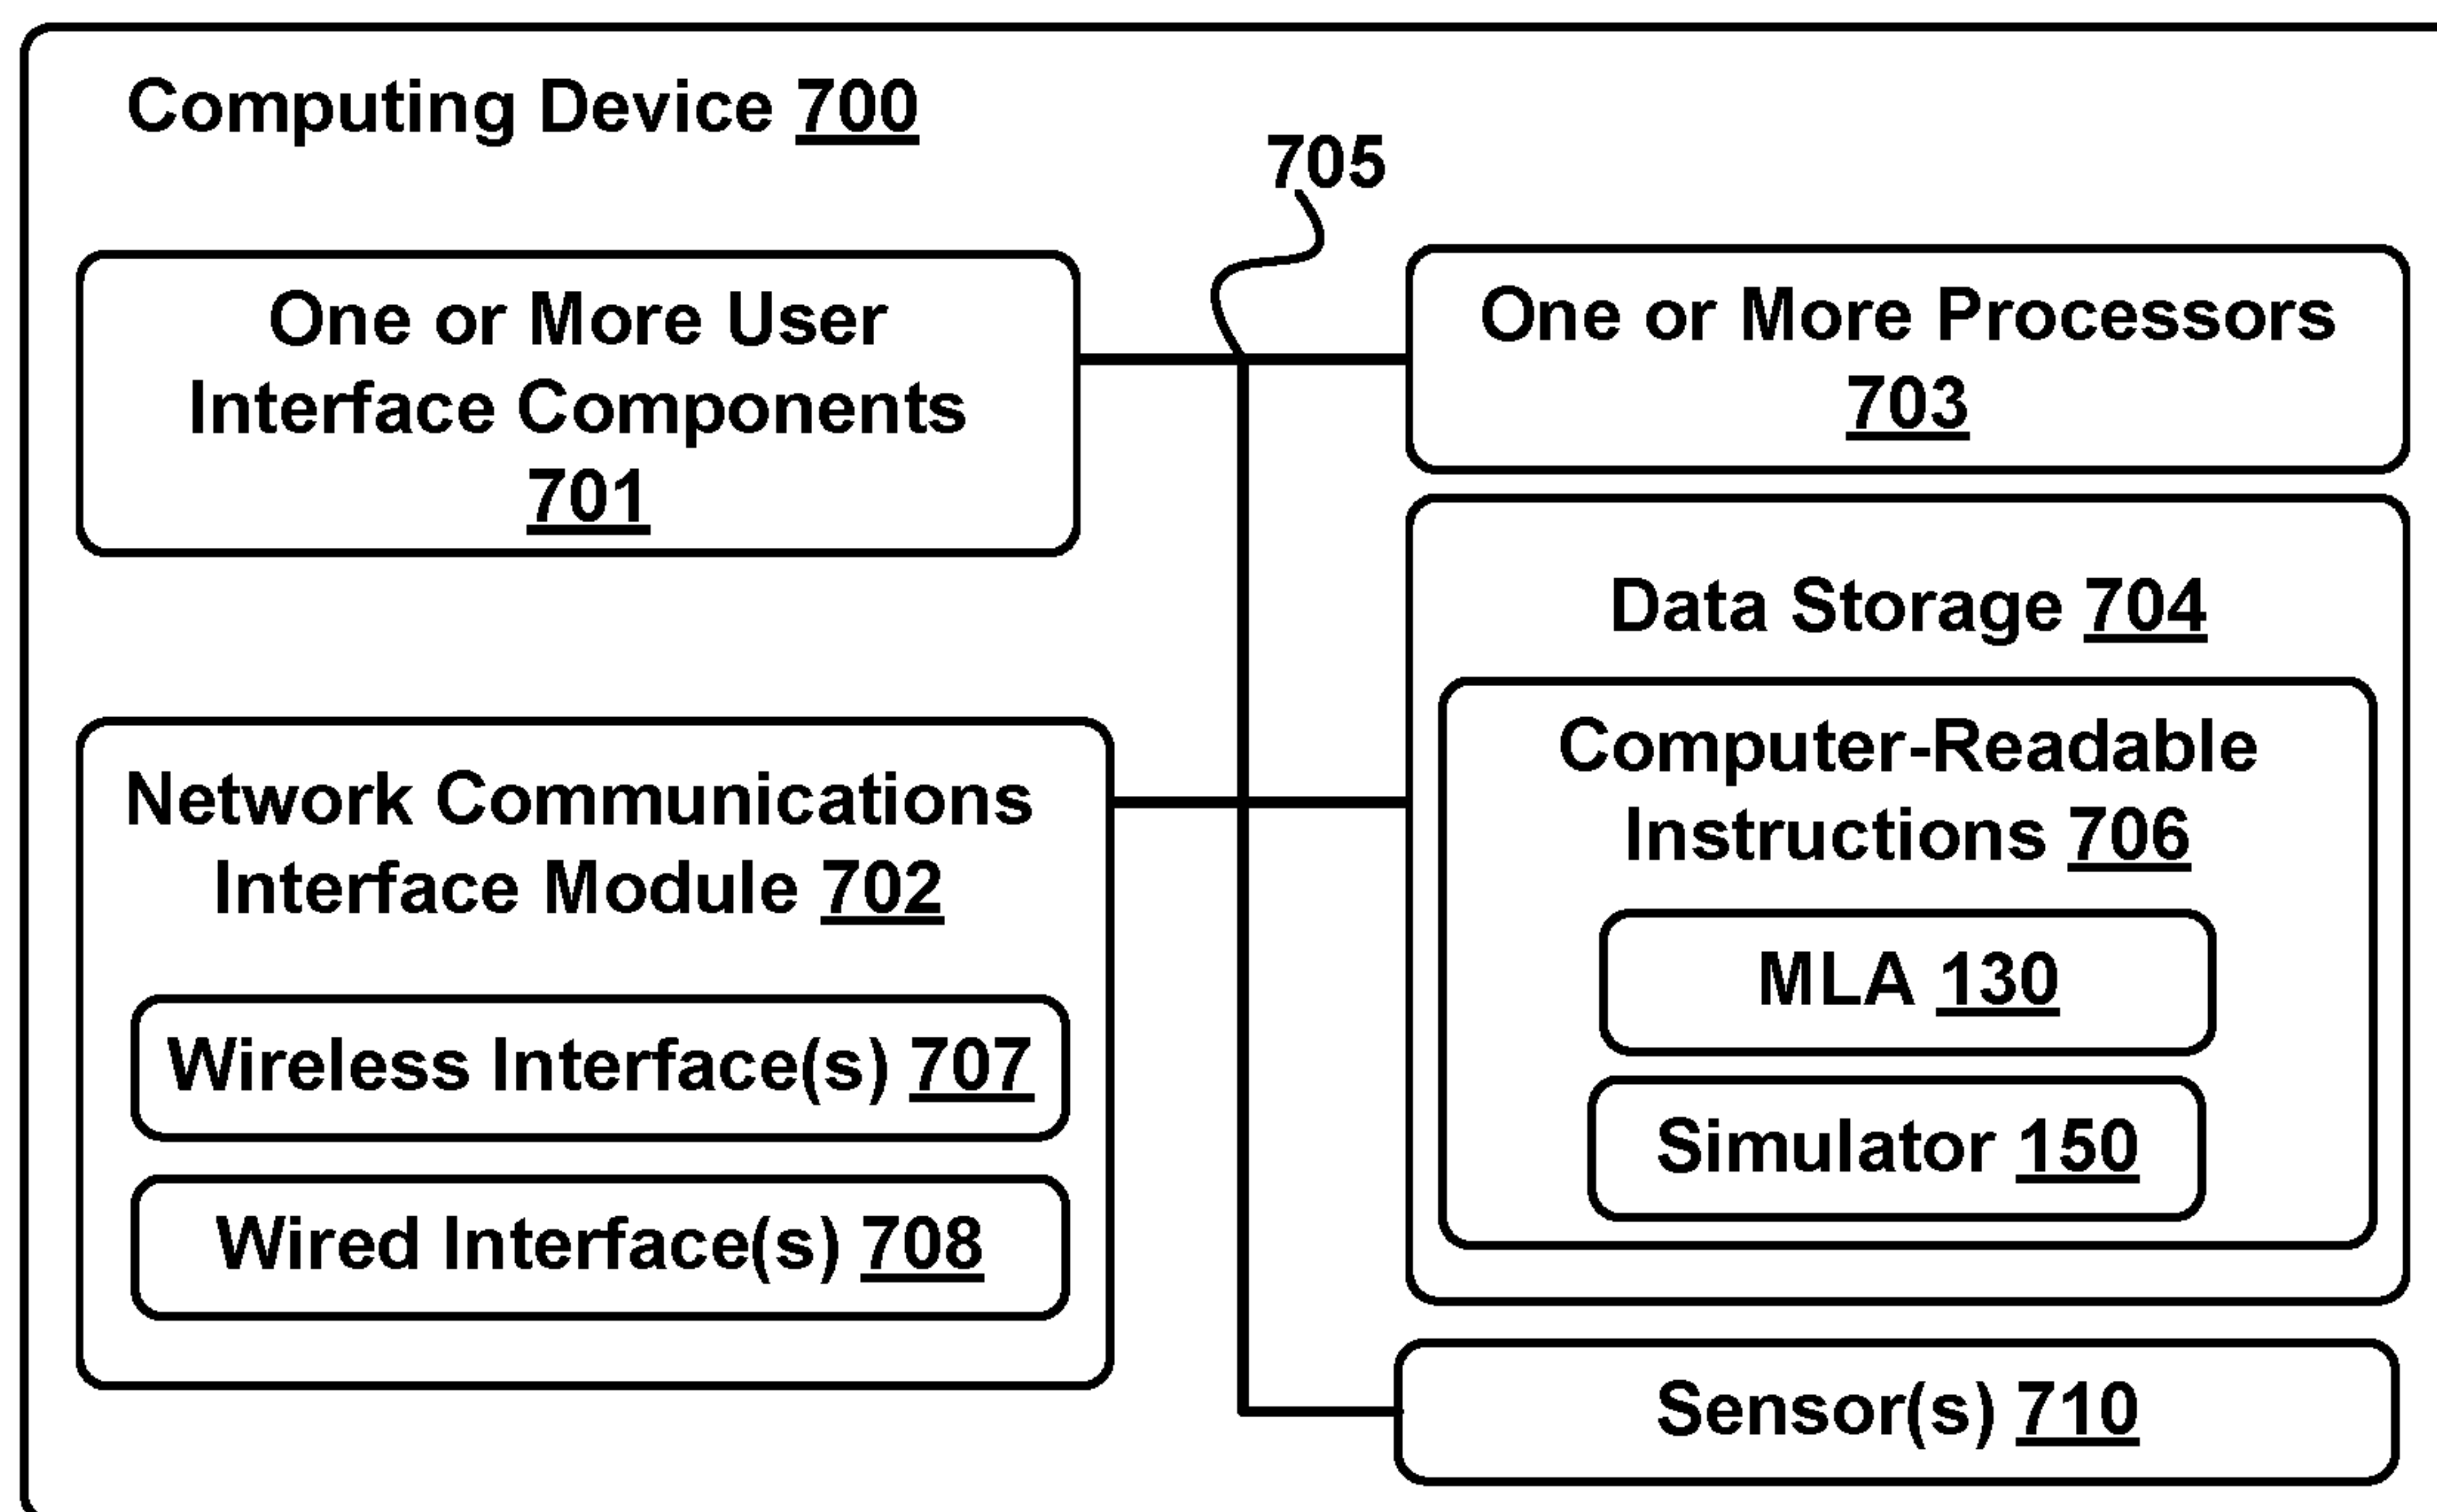 Computing Device 700
705
One or More User
Interface Components
701
One or More Processors
703
Network Communications
Interface Module 702
Wireless Interface(s) 707
Wired Interface(s) 708
Data Storage 704
Computer-Readable
Instructions 706
MLA 130
Simulator 150
Sensor(s) 710